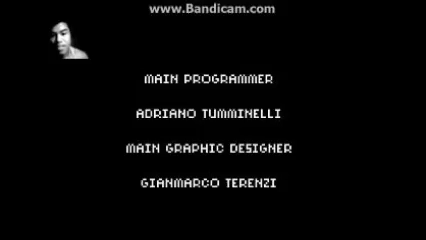 www.Bandicam.com
MAIN PROGRAMMER
ADRIANO TUMMINELLI
MAIN GRAPHIC DESIGNER
GIANMARCO TERENZI